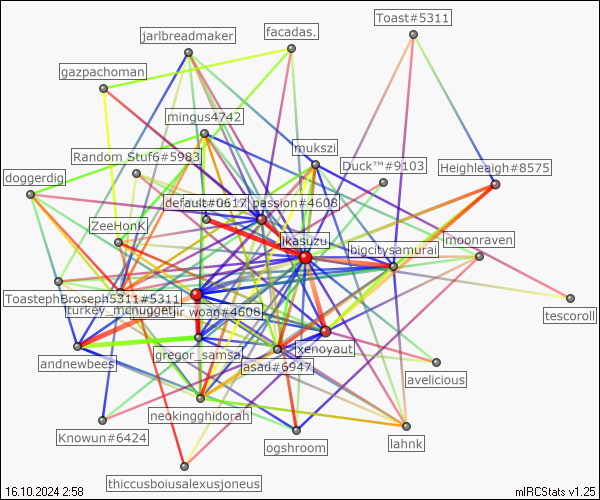 Toast#5311
facadas.
jarlbreadmaker
gazpachoman
mingus4742
mukszi
Random_Stuf6#5983
Duck™#9103
Heighleaigh#8575
doggerdig
default#0617
passion#4608
ZeeHonK
ikasuzu
bigcitysamurai
moonraven
ToastephBroseph5311#5311
turkey_mcnugget
woag#4608
tescoroll
gregor_samsa
xenoyaut
andnewbees
asad#6947
avelicious
neokingghidorah
Knowun#6424
ogshroom
lahnk
thiccusboiusalexusjoneus
16.10.2024 2:58
mIRCStats v1.25